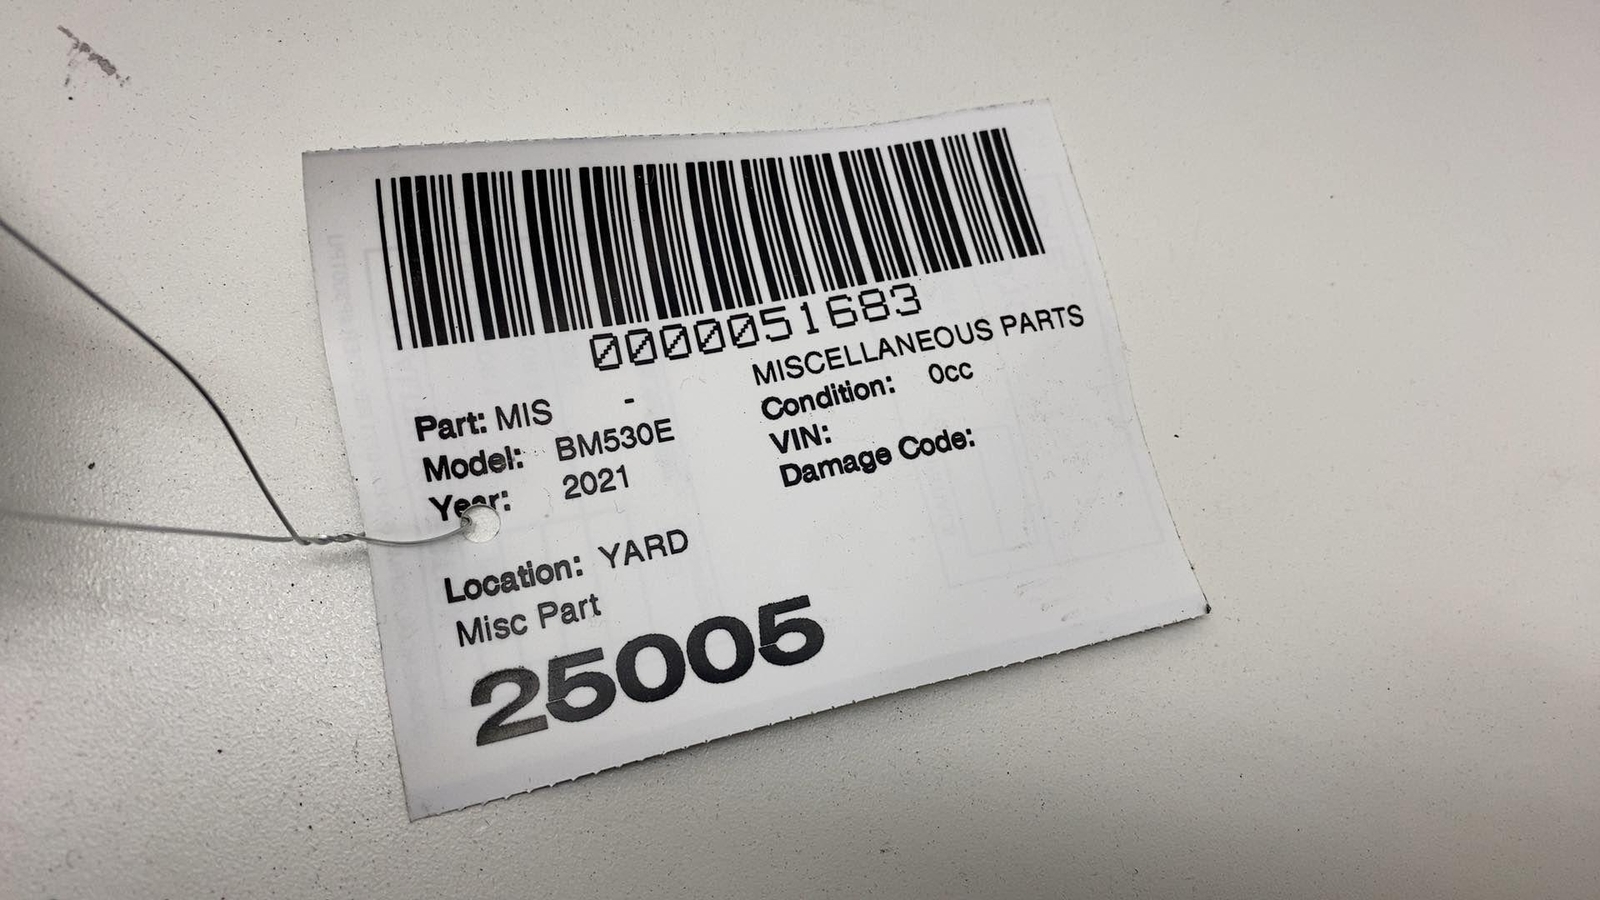 0000051683
Part: MIS - MISCELLANEOUS PARTS
Model: BM530E Condition: 0cc
Year: 2021 VIN:
Damage Code:
Location: YARD
Misc Part
25005